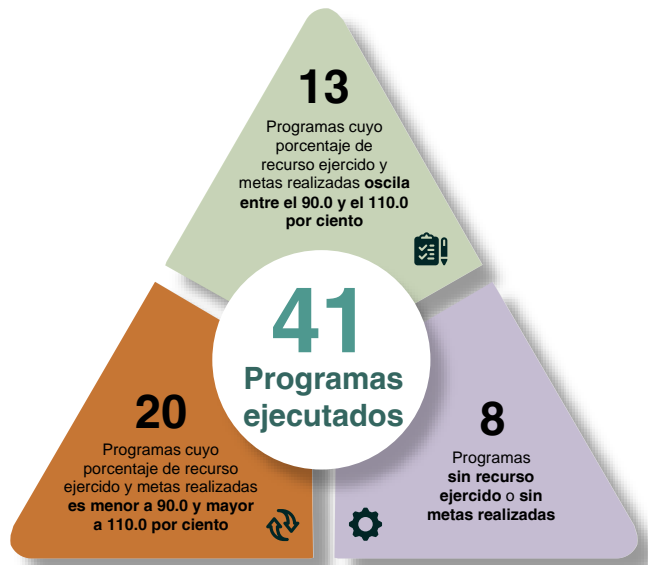 13
Programas cuyo
porcentaje de
recurso ejercido y
metas realizadas oscila
entre el 90.0 y el 110.0
por ciento
41
Programas
ejecutados
20
Programas cuyo
porcentaje de recurso
ejercido y metas realizadas
es menor a 90.0 y mayor
a 110.0 por ciento
8
Programas
sin recurso
ejercido o sin
metas realizadas